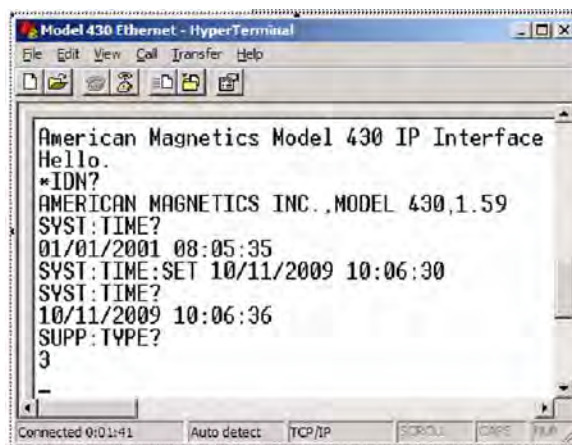 Model 430 Ethernet - HyperTerminal
File Edit View Call Transfer Help
American Magnetics Model 430 IP Interface
Hello.
*IDN?
AMERICAN MAGNETICS INC.,MODEL 430,1.59
SYST:TIME?
01/01/2001 08:05:35
SYST:TIME:SET 10/11/2009 10:06:30
SYST:TIME?
10/11/2009 10:06:36
SUPP:TYPE?
3
Connected 0:01:41 Auto detect TCP/IP SCROLL CAPS NUM